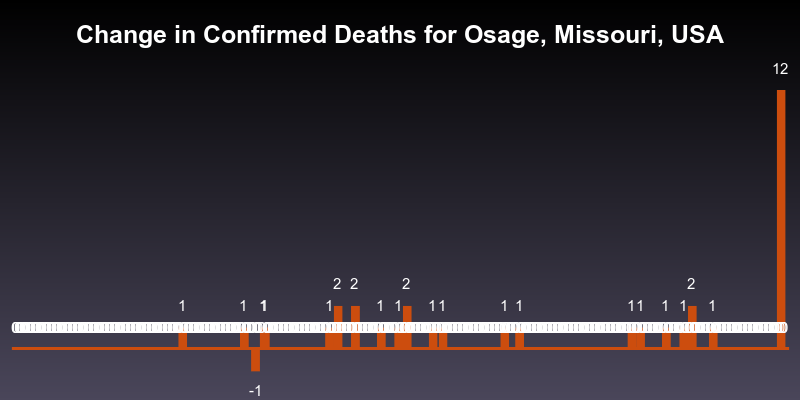 Change in Confirmed Deaths for Osage, Missouri, USA
12
2 2 2 2
1 1 1 1 1 1 1 1 1 1 1 1 1 1 1
-1